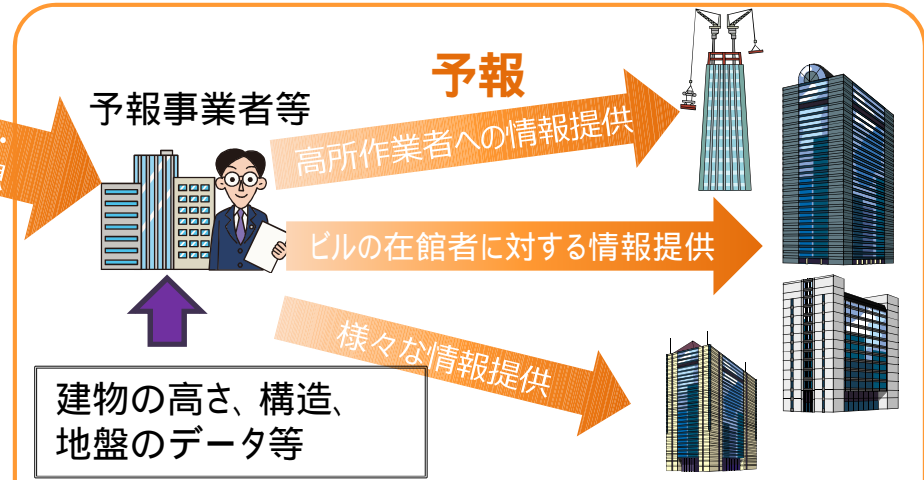 予報
予報事業者等
高所作業者への情報提供
ビルの在館者に対する情報提供
様々な情報提供
建物の高さ、構造、
地盤のデータ等